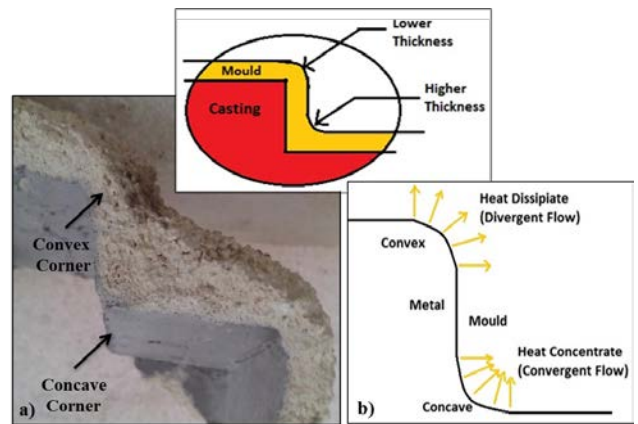 Lower
Thickness
Mould
Higher
Thickness
Casting
Convex
Corner
Concave
Corner
a)
Heat Dissipiate
(Divergent Flow)
Convex
Metal
Mould
Heat Concentrate
(Convergent Flow)
Concave
b)